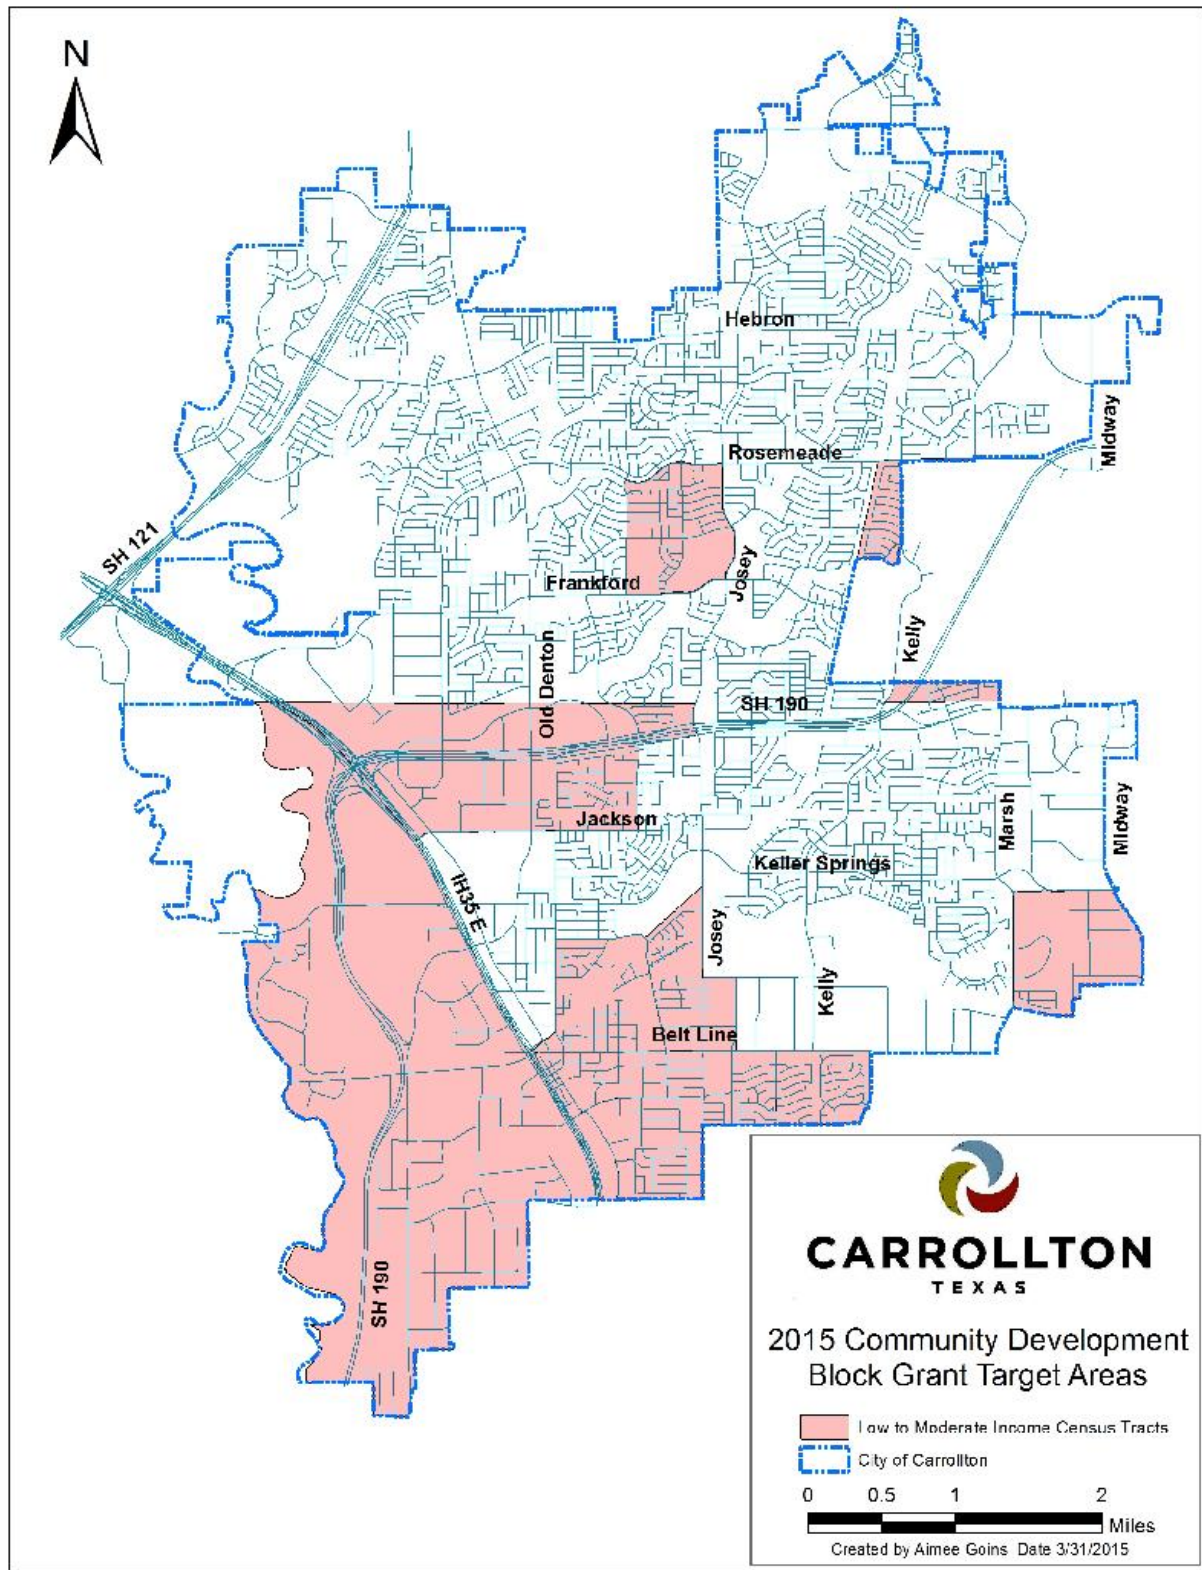 N
Hebron
Midway
Rosemeade
SH 121
Josey
Frankford
Kelly
Old Denton
SH 190
Jackson
Marsh
Midway
Keller Springs
IH35 E
Josey
Kelly
Belt Line
SH 190
CARROLLTON
TEXAS
2015 Community Development
Block Grant Target Areas
Low to Moderate Income Census Tracts
City of Carrollton
0 0.5 1 2
Miles
Created by Aimee Goins Date 3/31/2015